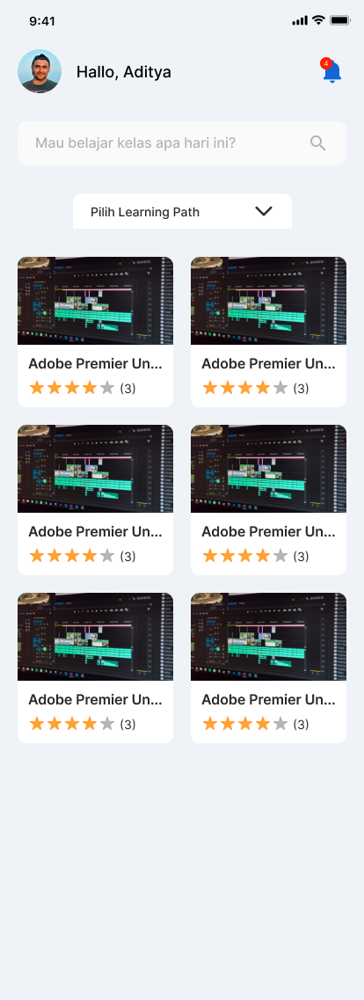 9:41
Hallo, Aditya
4
Mau belajar kelas apa hari ini?
Pilih Learning Path
Adobe Premier Un...
Adobe Premier Un...
(3)
(3)
Adobe Premier Un...
Adobe Premier Un...
(3)
(3)
Adobe Premier Un...
Adobe Premier Un...
(3)
(3)